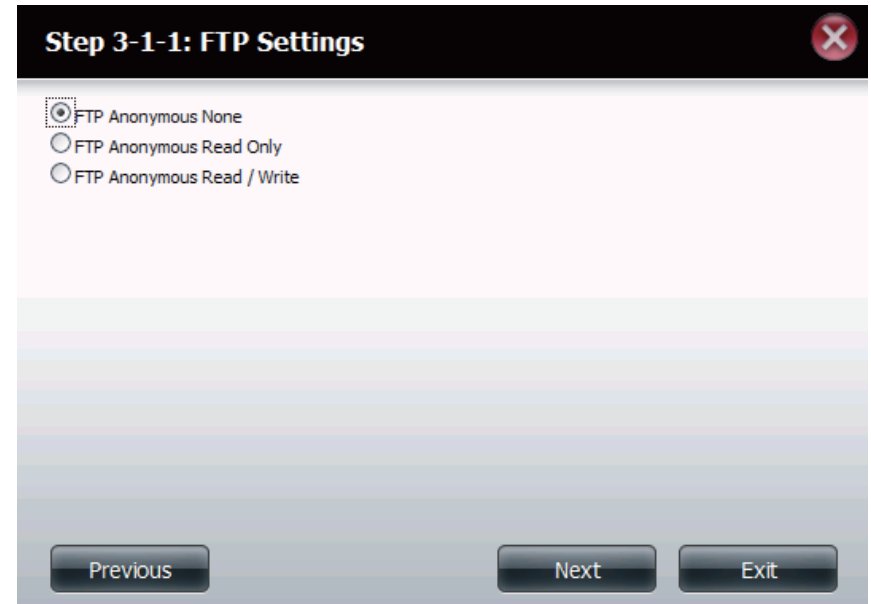 Step 3-1-1: FTP Settings
FTP Anonymous None
FTP Anonymous Read Only
FTP Anonymous Read / Write
Previous
Next
Exit